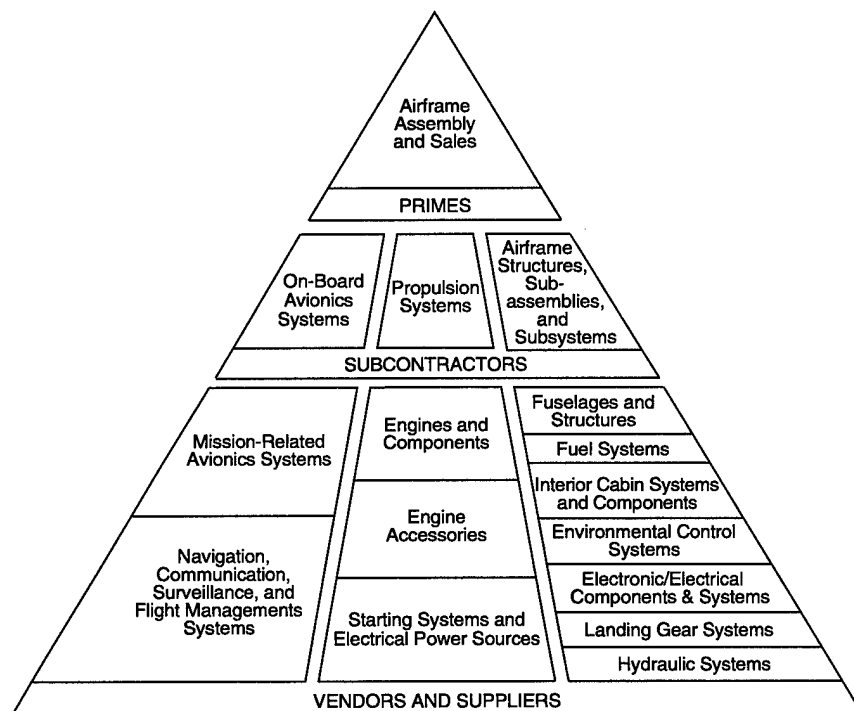 Airframe
Assembly
and Sales
PRIMES
On-Board
Avionics
Systems
Propulsion
Systems
Airframe
Structures,
Sub-
assemblies,
and
Subsystems
SUBCONTRACTORS
Mission-Related
Avionics Systems
Navigation,
Communication,
Surveillance, and
Flight Managements
Systems
Engines and
Components
Engine
Accessories
Starting Systems and
Electrical Power Sources
Fuselages and
Structures
Fuel Systems
Interior Cabin Systems
and Components
Environmental Control
Systems
Electronic/Electrical
Components & Systems
Landing Gear Systems
Hydraulic Systems
VENDORS AND SUPPLIERS